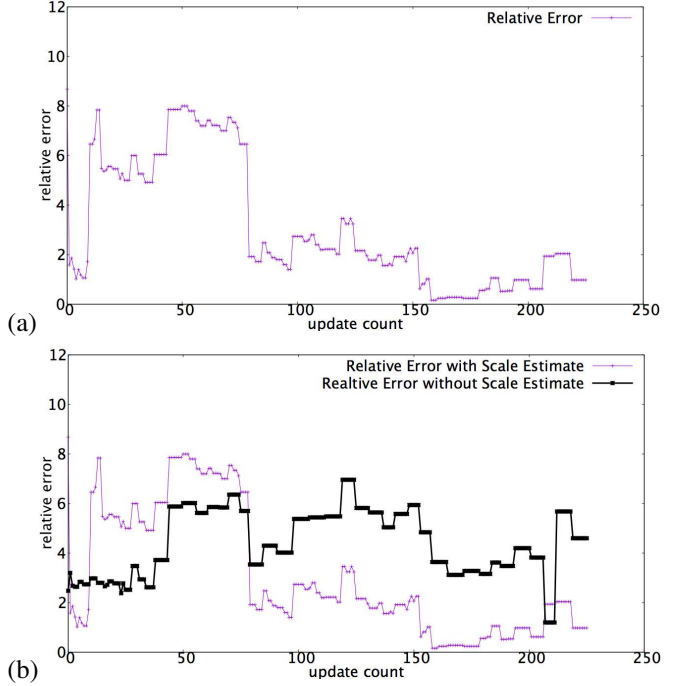 12
Relative Error
10
8
relative error
6
4
2
0
0 50 100 150 200 250
update count
(a)
12
Relative Error with Scale Estimate
Realtive Error without Scale Estimate
10
8
relative error
6
4
2
0
0 50 100 150 200 250
update count
(b)